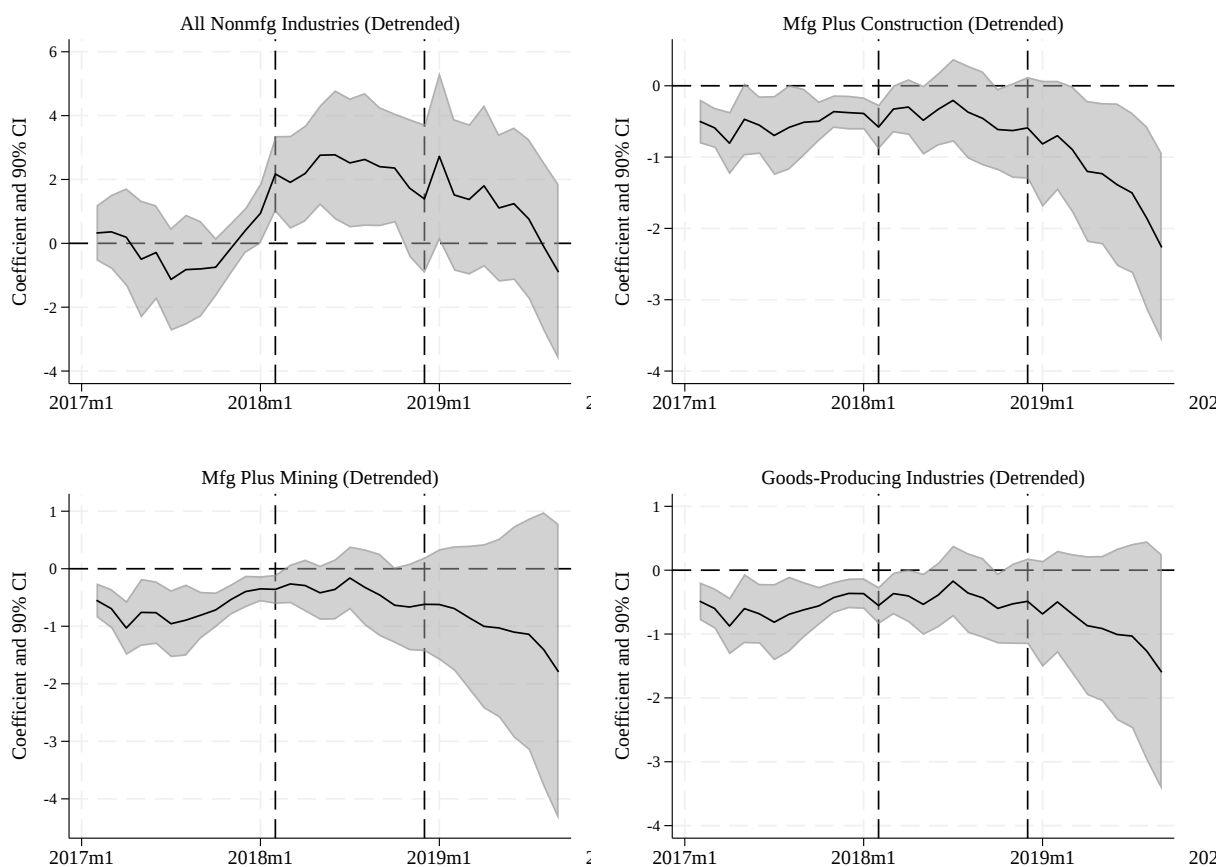 All Nonmfg Industries (Detrended)
Coefficient and 90% CI
6
4
2
0
-2
-4
2017m1 2018m1 2019m1
Mfg Plus Construction (Detrended)
Coefficient and 90% CI
0
-1
-2
-3
-4
2017m1 2018m1 2019m1 202
Mfg Plus Mining (Detrended)
Coefficient and 90% CI
1
0
-1
-2
-3
-4
2017m1 2018m1 2019m1
Goods-Producing Industries (Detrended)
Coefficient and 90% CI
1
0
-1
-2
-3
-4
2017m1 2018m1 2019m1 202